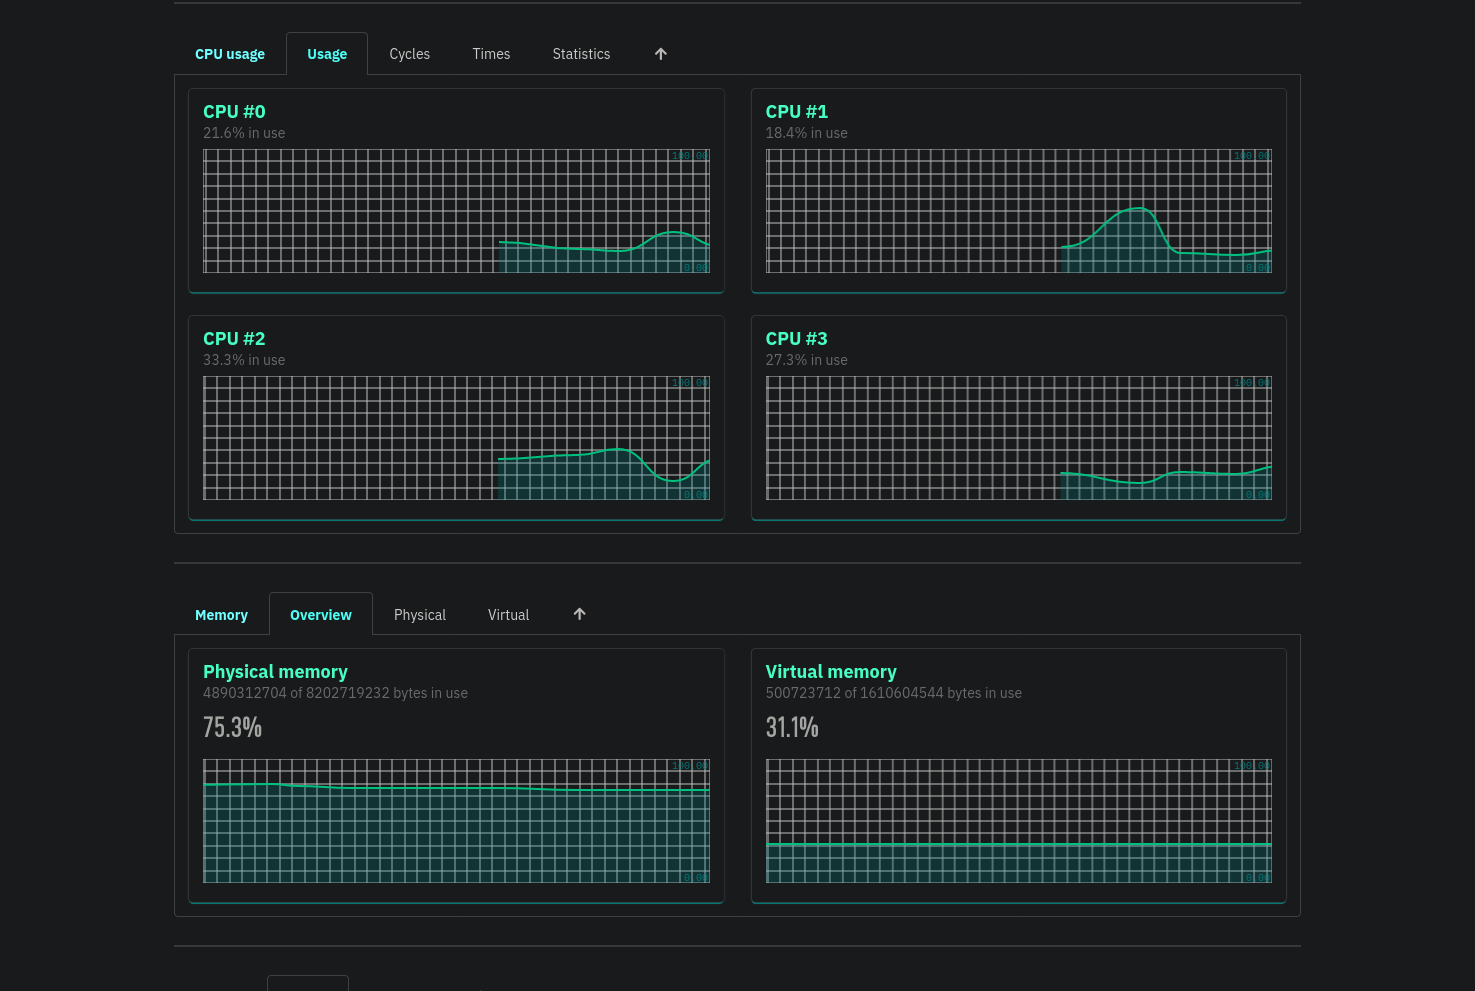 CPU usage Usage Cycles Times Statistics
CPU #0
21.6% in use
100.00
0.00
CPU #1
18.4% in use
100.00
0.00
CPU #2
33.3% in use
100.00
0.00
CPU #3
27.3% in use
100.00
0.00
Memory Overview Physical Virtual
Physical memory
4890312704 of 8202719232 bytes in use
75.3%
100.00
0.00
Virtual memory
500723712 of 1610604544 bytes in use
31.1%
100.00
0.00